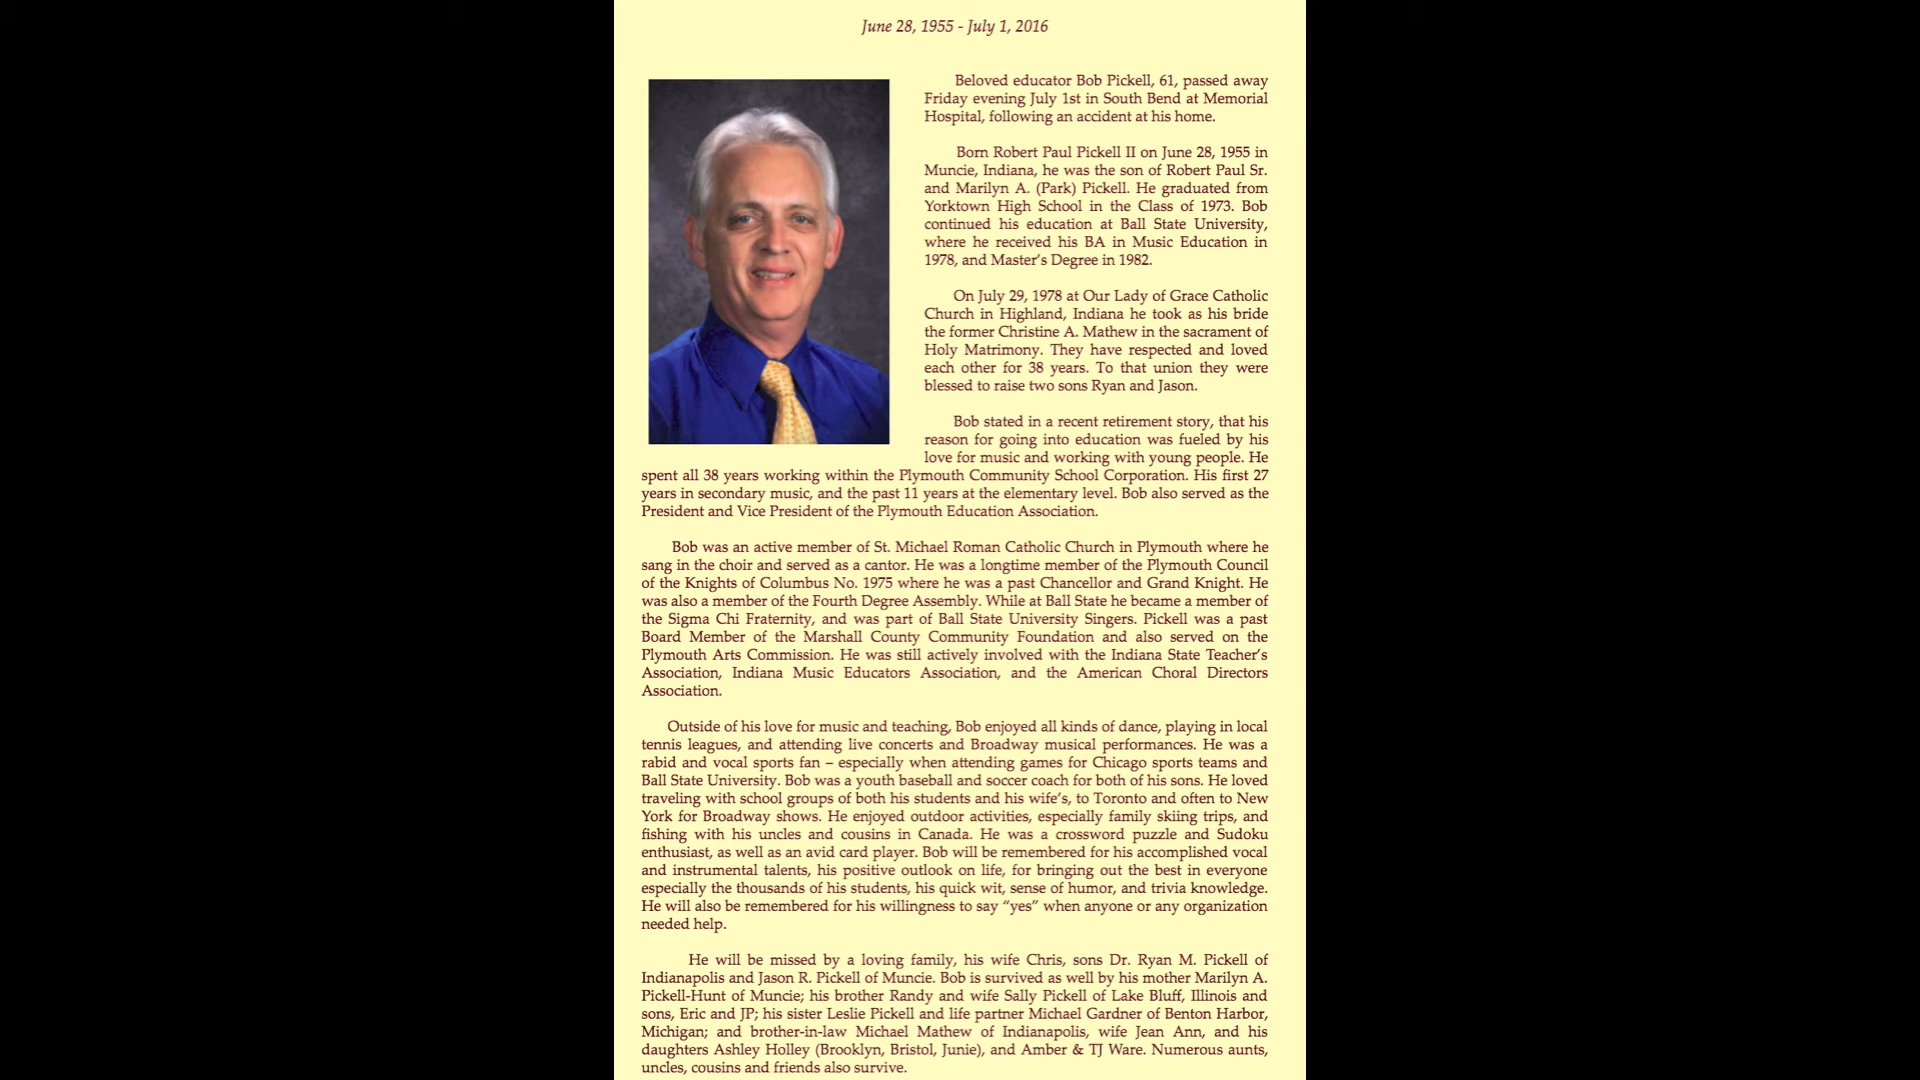 June 28, 1955 - July 1, 2016
Beloved educator Bob Pickell, 61, passed away
Friday evening July 1st in South Bend at Memorial
Hospital, following an accident at his home.
Born Robert Paul Pickell II on June 28, 1955 in
Muncie, Indiana, he was the son of Robert Paul Sr.
and Marilyn A. (Park) Pickell. He graduated from
Yorktown High School in the Class of 1973. Bob
continued his education at Ball State University,
where he received his BA in Music Education in
1978, and Master's Degree in 1982.
On July 29, 1978 at Our Lady of Grace Catholic
Church in Highland, Indiana he took as his bride
the former Christine A. Mathew in the sacrament of
Holy Matrimony. They have respected and loved
each other for 38 years. To that union they were
blessed to raise two sons Ryan and Jason.
Bob stated in a recent retirement story, that his
reason for going into education was fueled by his
love for music and working with young people. He
spent all 38 years working within the Plymouth Community School Corporation. His first 27
years in secondary music, and the past 11 years at the elementary level. Bob also served as the
President and Vice President of the Plymouth Education Association.
Bob was an active member of St. Michael Roman Catholic Church in Plymouth where he
sang in the choir and served as a cantor. He was a longtime member of the Plymouth Council
of the Knights of Columbus No. 1975 where he was a past Chancellor and Grand Knight. He
was also a member of the Fourth Degree Assembly. While at Ball State he became a member of
the Sigma Chi Fraternity, and was part of Ball State University Singers. Pickell was a past
Board Member of the Marshall County Community Foundation and also served on the
Plymouth Arts Commission. He was still actively involved with the Indiana State Teacher's
Association, Indiana Music Educators Association, and the American Choral Directors
Association.
Outside of his love for music and teaching, Bob enjoyed all kinds of dance, playing in local
tennis leagues, and attending live concerts and Broadway musical performances. He was a
rabid and vocal sports fan – especially when attending games for Chicago sports teams and
Ball State University. Bob was a youth baseball and soccer coach for both of his sons. He loved
traveling with school groups of both his students and his wife's, to Toronto and often to New
York for Broadway shows. He enjoyed outdoor activities, especially family skiing trips, and
fishing with his uncles and cousins in Canada. He was a crossword puzzle and Sudoku
enthusiast, as well as an avid card player. Bob will be remembered for his accomplished vocal
and instrumental talents, his positive outlook on life, for bringing out the best in everyone
especially the thousands of his students, his quick wit, sense of humor, and trivia knowledge.
He will also be remembered for his willingness to say “yes” when anyone or any organization
needed help.
He will be missed by a loving family, his wife Chris, sons Dr. Ryan M. Pickell of
Indianapolis and Jason R. Pickell of Muncie. Bob is survived as well by his mother Marilyn A.
Pickell-Hunt of Muncie; his brother Randy and wife Sally Pickell of Lake Bluff, Illinois and
sons, Eric and JP; his sister Leslie Pickell and life partner Michael Gardner of Benton Harbor,
Michigan; and brother-in-law Michael Mathew of Indianapolis, wife Jean Ann, and his
daughters Ashley Holley (Brooklyn, Bristol, Junie), and Amber & TJ Ware. Numerous aunts,
uncles, cousins and friends also survive.